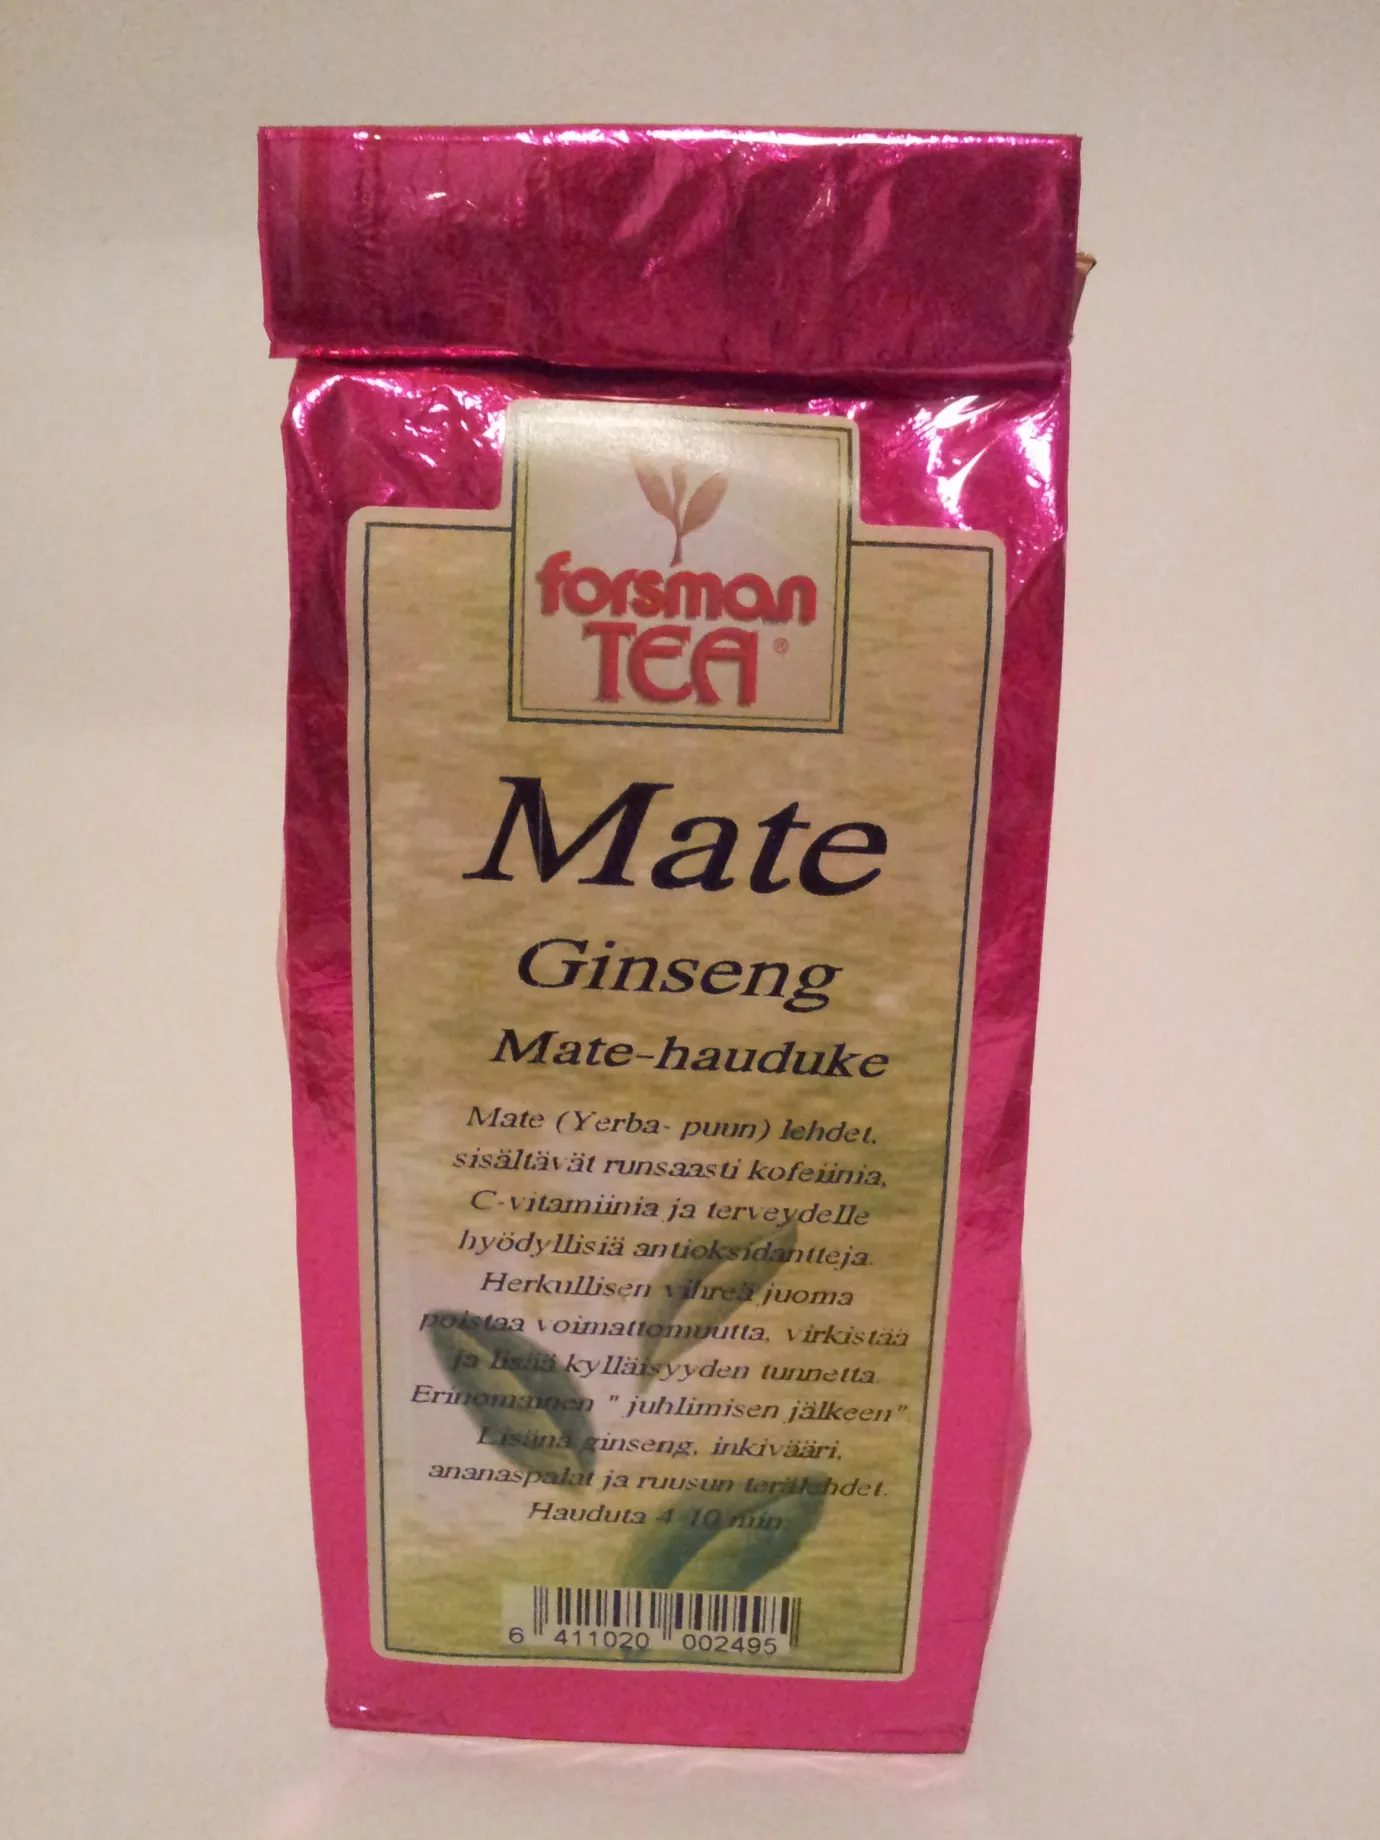 forsman
TEA®
Mate
Ginseng
Mate-hauduke
Mate (Yerba- puun) lehdet,
sisältävät runsaasti kofeiinia,
C-vitamiinia ja terveydelle
hyödyllisiä antioksidantteja.
Herkullisen vihreä juoma
poistaa voimattomuutta, virkistää
ja lisää kylläisyyden tunnetta.
Erinomainen " juhlimisen jälkeen".
Lisänä ginseng, inkivääri,
ananaspalat ja ruusun terälehdet.
Hauduta 4-10 min
6 411020 002495